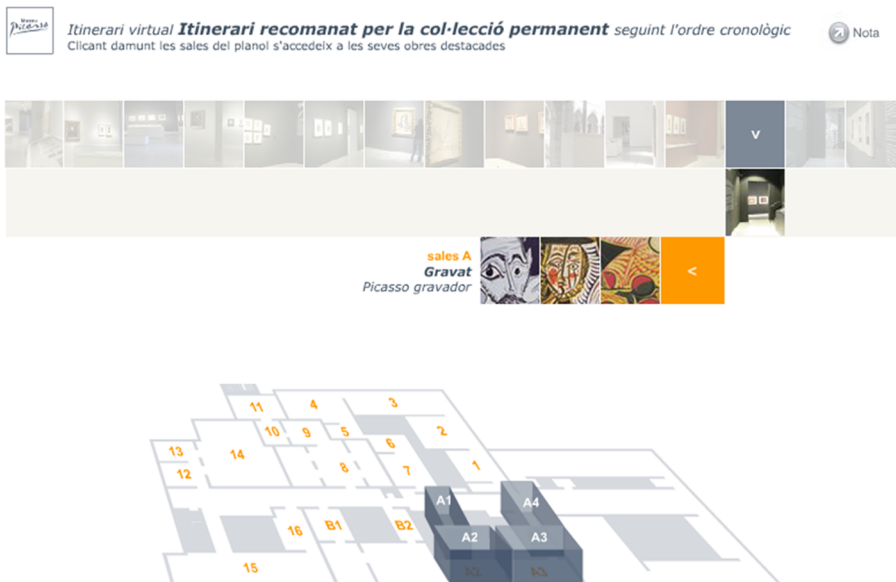 Museu
Picasso
Itinerari virtual Itinerari recomanat per la col·lecció permanent seguint l'ordre cronològic
Clicant damunt les sales del planol s'accedeix a les seves obres destacades
Nota
v
sales A
Gravat
Picasso gravador
<
11
4
3
10
9
5
2
13
14
6
12
8
7
1
A1
A4
16
B1
B2
A2
A3
15
A2
A3